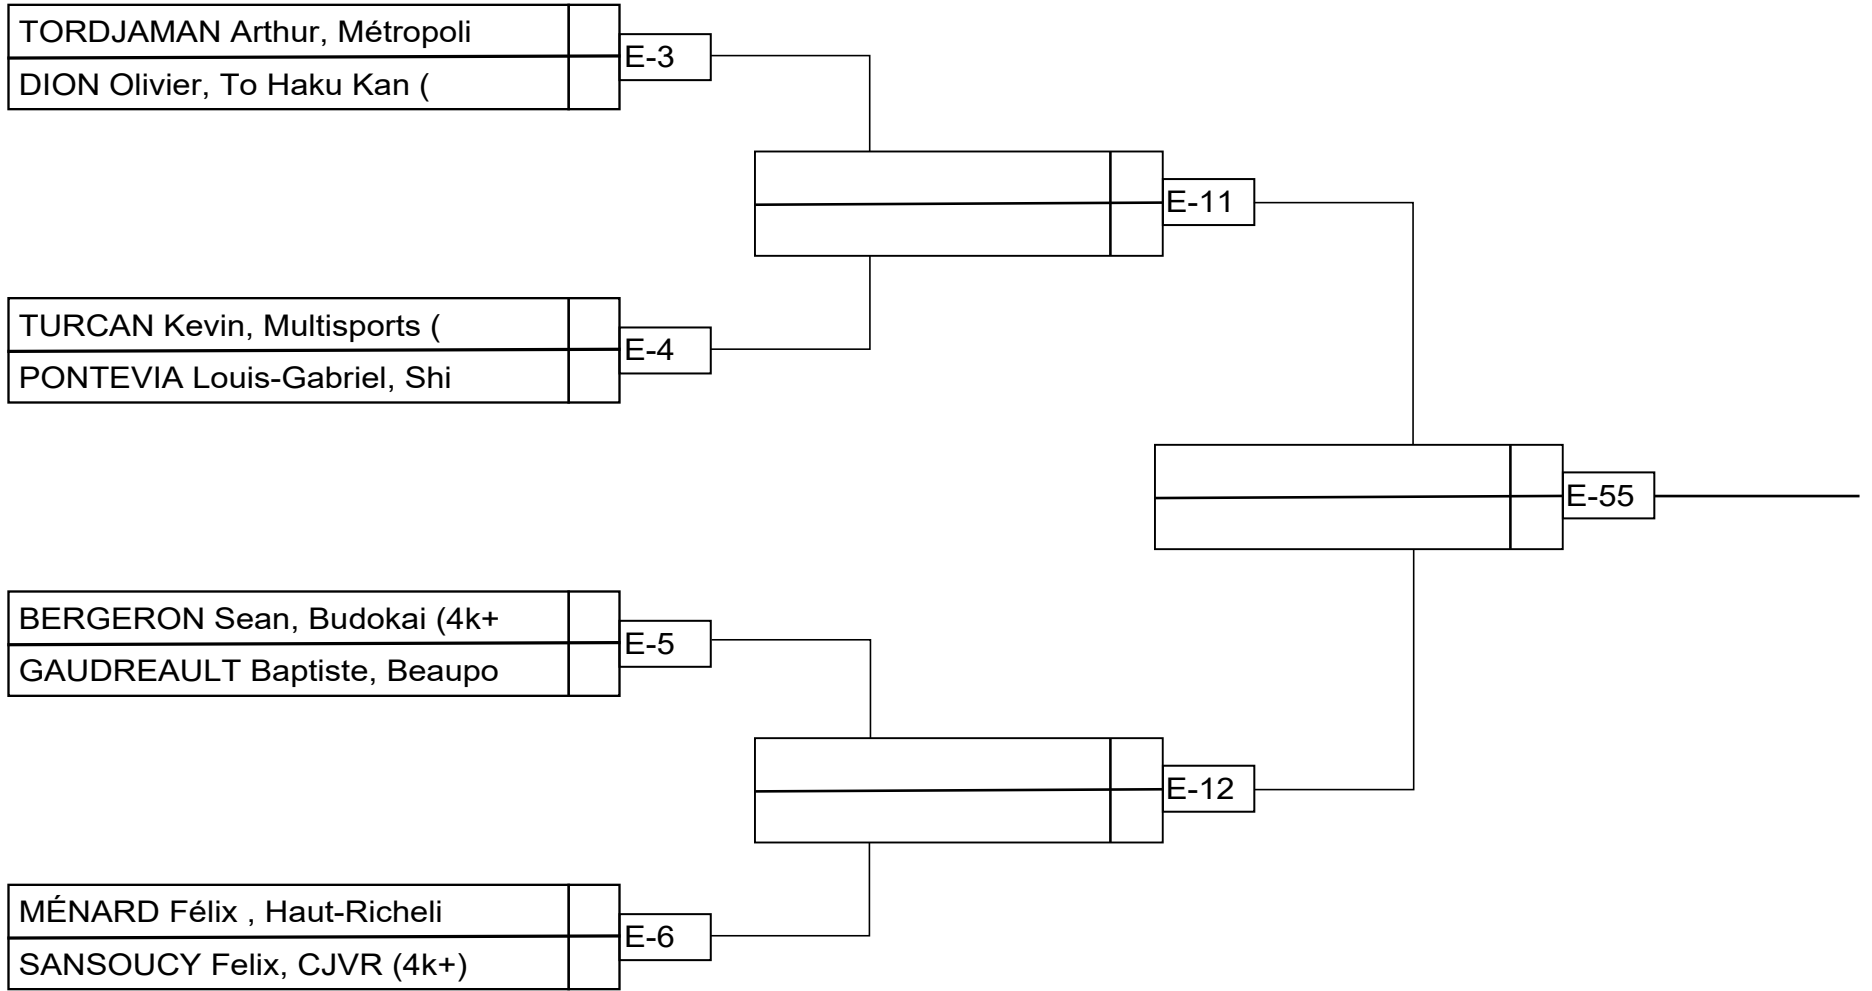 TORDJAMAN Arthur, Métropoli
E-3
DION Olivier, To Haku Kan (
E-11
TURCAN Kevin, Multisports (
E-4
PONTEVIA Louis-Gabriel, Shi
E-55
BERGERON Sean, Budokai (4k+
E-5
GAUDREAULT Baptiste, Beaupo
E-12
MÉNARD Félix , Haut-Richeli
E-6
SANSOUCY Felix, CJVR (4k+)